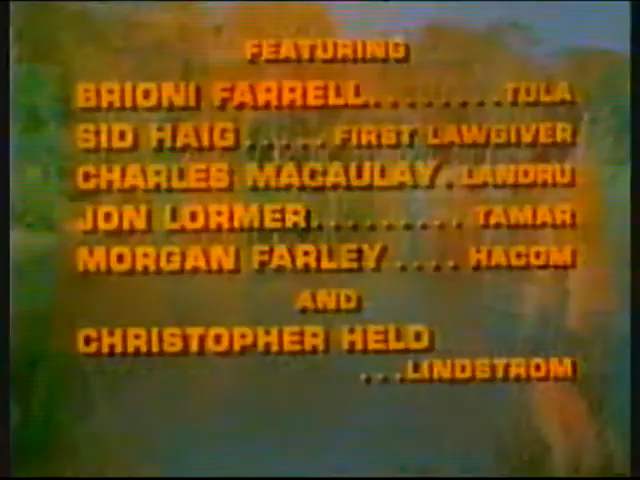 FEATURING
BRIONI FARRELL........TULA
SID HAIG.....FIRST LAWGIVER
CHARLES MACAULAY.LANDRU
JON LORMER..........TAMAR
MORGAN FARLEY....HACOM
AND
CHRISTOPHER HELD
...LINDSTROM